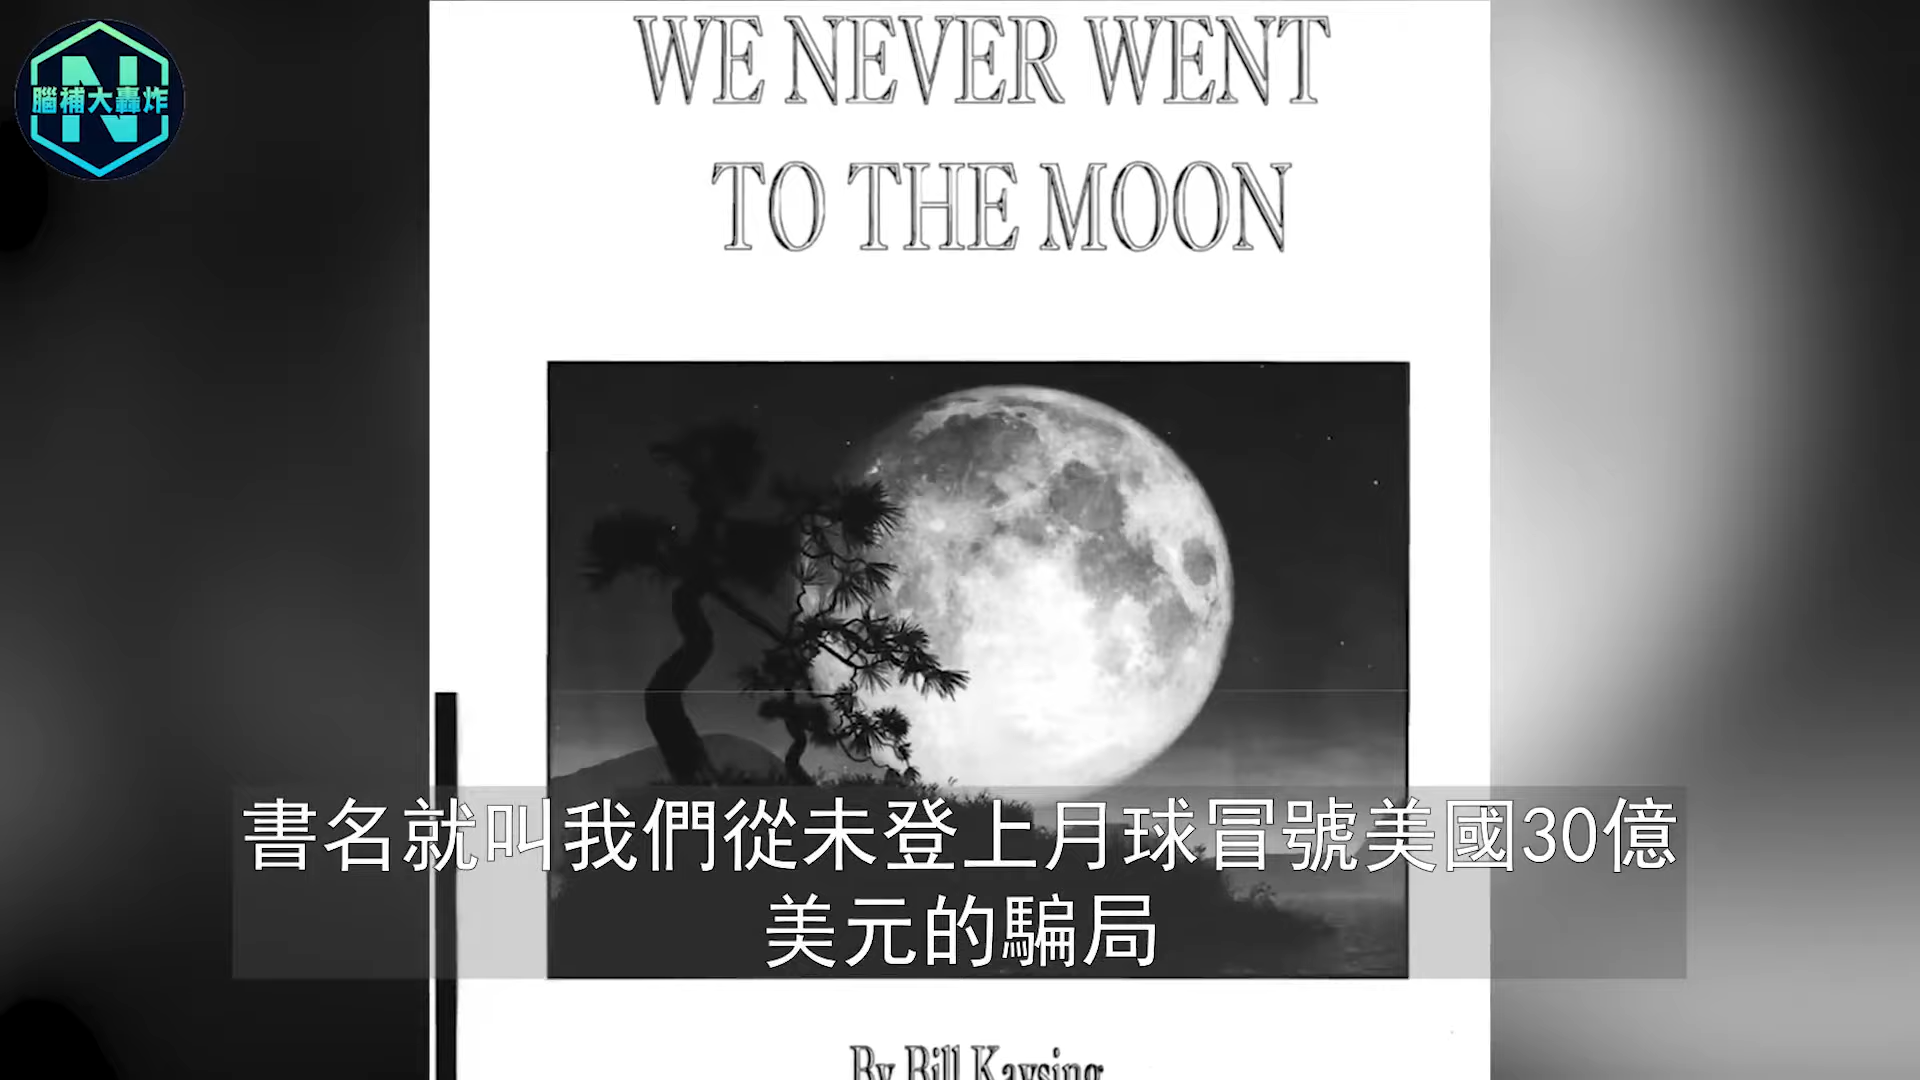 腦補大轟炸
WE NEVER WENT
TO THE MOON
書名就叫我們從未登上月球冒號美國30億
美元的騙局
By Bill Kaysing